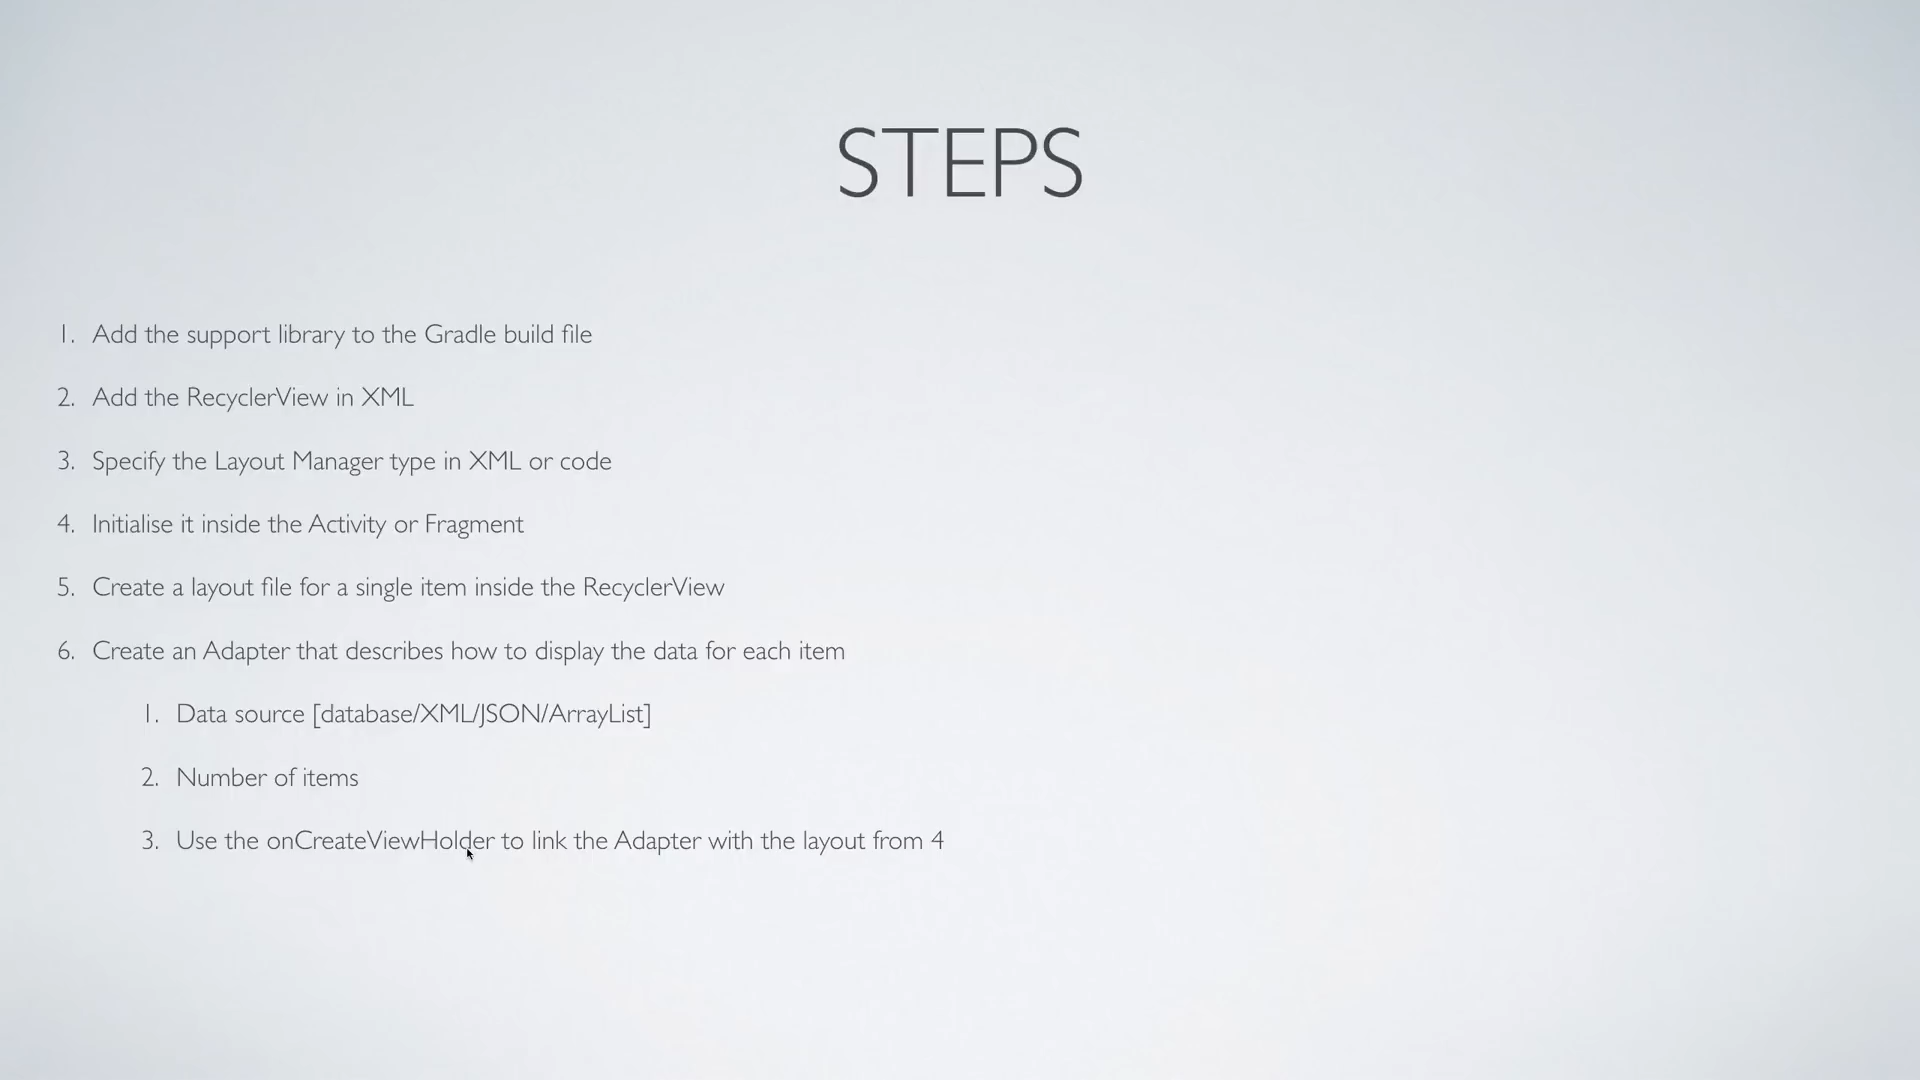 STEPS
1. Add the support library to the Gradle build file
2. Add the RecyclerView in XML
3. Specify the Layout Manager type in XML or code
4. Initialise it inside the Activity or Fragment
5. Create a layout file for a single item inside the RecyclerView
6. Create an Adapter that describes how to display the data for each item
1. Data source [database/XML/JSON/ArrayList]
2. Number of items
3. Use the onCreateViewHolder to link the Adapter with the layout from 4